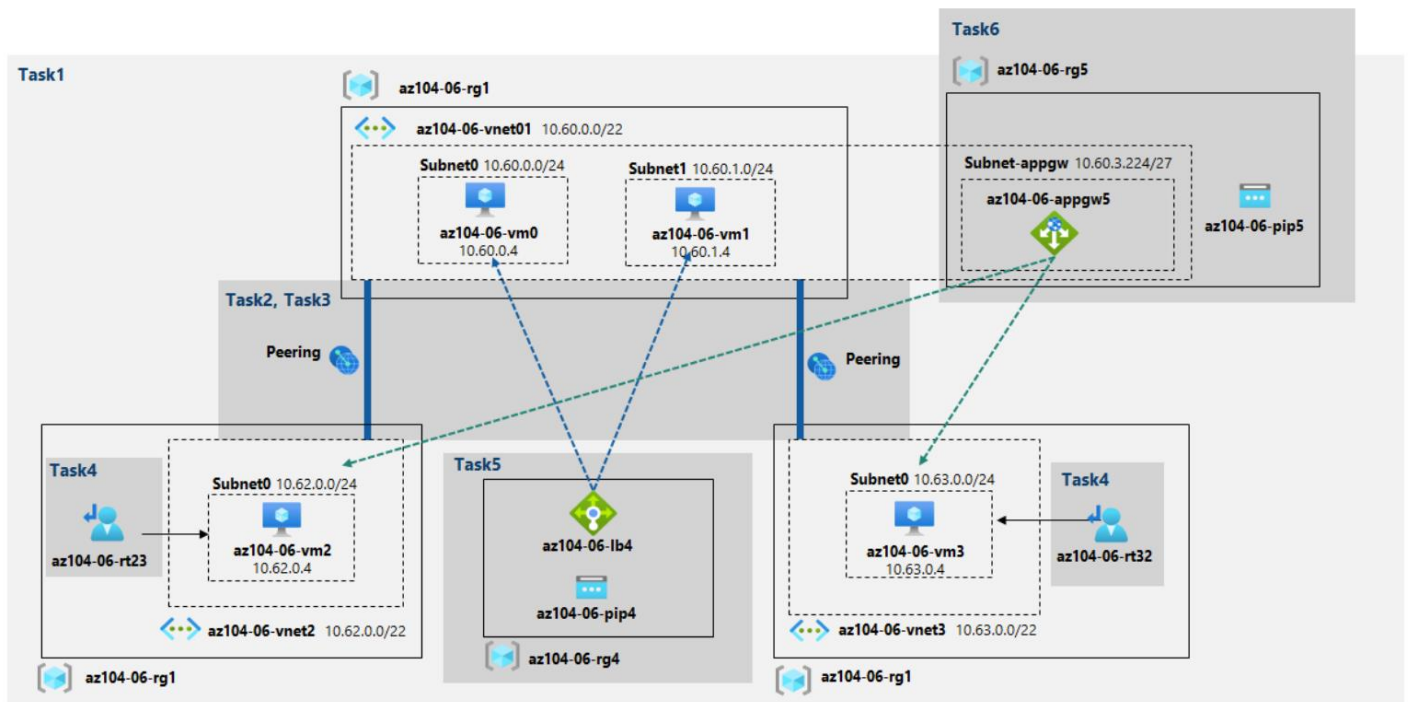 Task6
az104-06-rg5
Task1
az104-06-rg1
az104-06-vnet01 10.60.0.0/22
Subnet0 10.60.0.0/24
Subnet1 10.60.1.0/24
Subnet-appgw 10.60.3.224/27
az104-06-vm0
10.60.0.4
az104-06-vm1
10.60.1.4
az104-06-appgw5
az104-06-pip5
Task2, Task3
Peering
Peering
Task4
Subnet0 10.62.0.0/24
az104-06-rt23
az104-06-vm2
10.62.0.4
az104-06-vnet2 10.62.0.0/22
az104-06-rg1
Task5
az104-06-lb4
az104-06-pip4
az104-06-rg4
Subnet0 10.63.0.0/24
Task4
az104-06-vm3
10.63.0.4
az104-06-rt32
az104-06-vnet3 10.63.0.0/22
az104-06-rg1